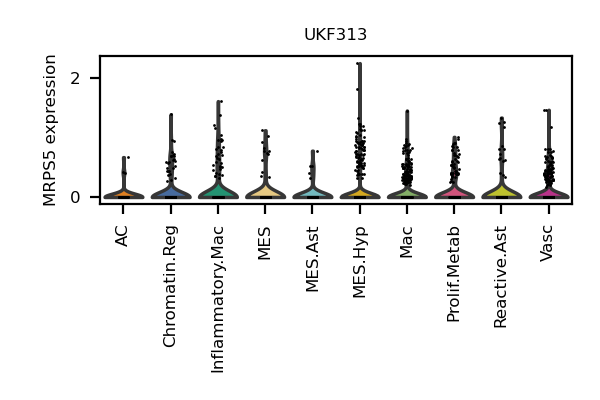 UKF313
MRPS5 expression
2
0
AC
Chromatin.Reg
Inflammatory.Mac
MES
MES.Ast
MES.Hyp
Mac
Prolif.Metab
Reactive.Ast
Vasc